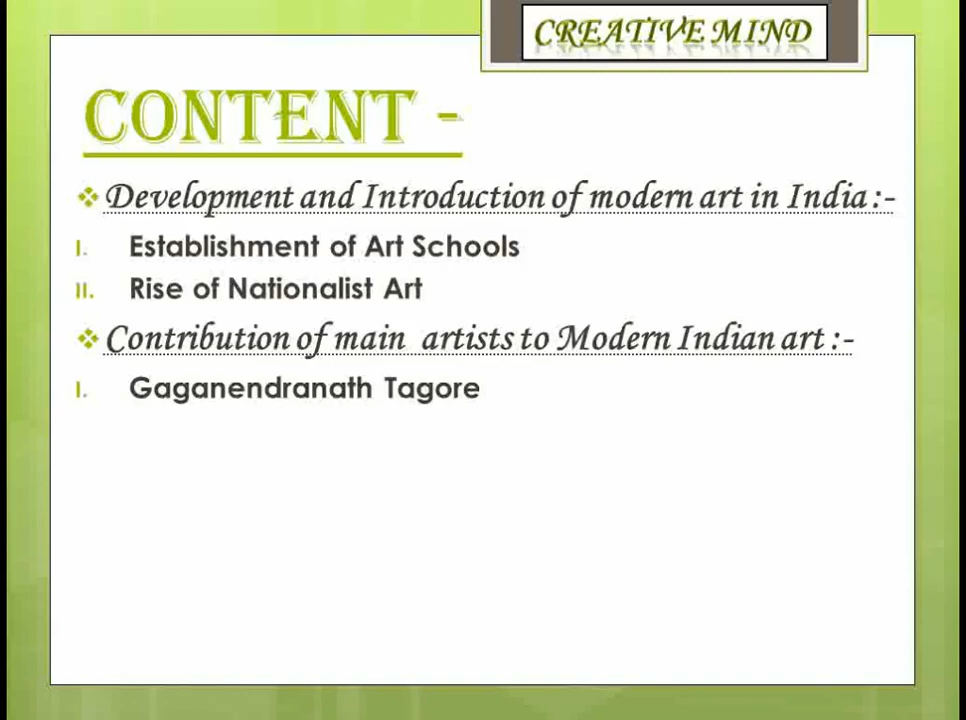 CREATIVE MIND
CONTENT -
❖ Development and Introduction of modern art in India :-
I. Establishment of Art Schools
II. Rise of Nationalist Art
❖ Contribution of main artists to Modern Indian art :-
I. Gaganendranath Tagore